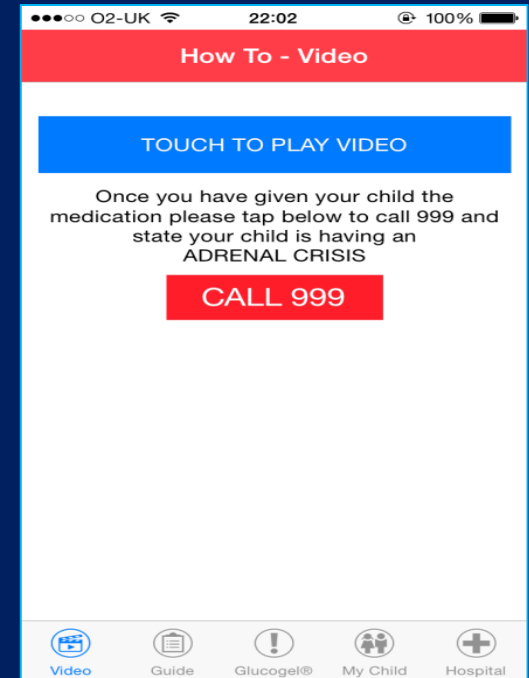 O2-UK 22:02 100%
How To - Video
TOUCH TO PLAY VIDEO
Once you have given your child the
medication please tap below to call 999 and
state your child is having an
ADRENAL CRISIS
CALL 999
Video Guide Glucogel® My Child Hospital